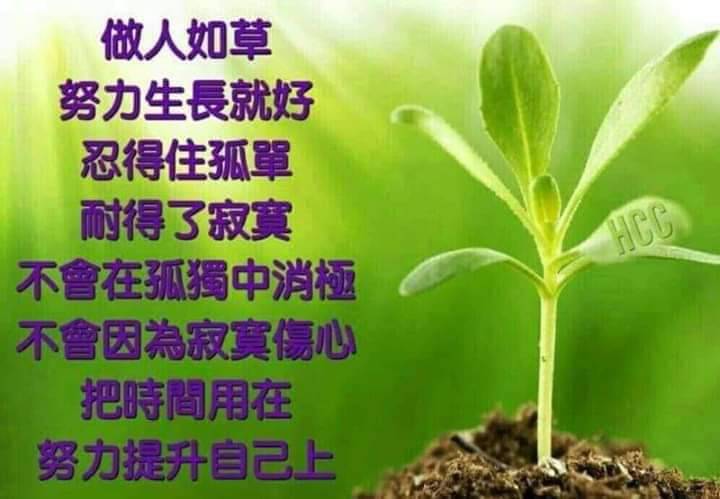 做人如草
努力生長就好
忍得住孤單
耐得了寂寞
不會在孤獨中消極
不會因為寂寞傷心
把時間用在
努力提升自己上
HCC